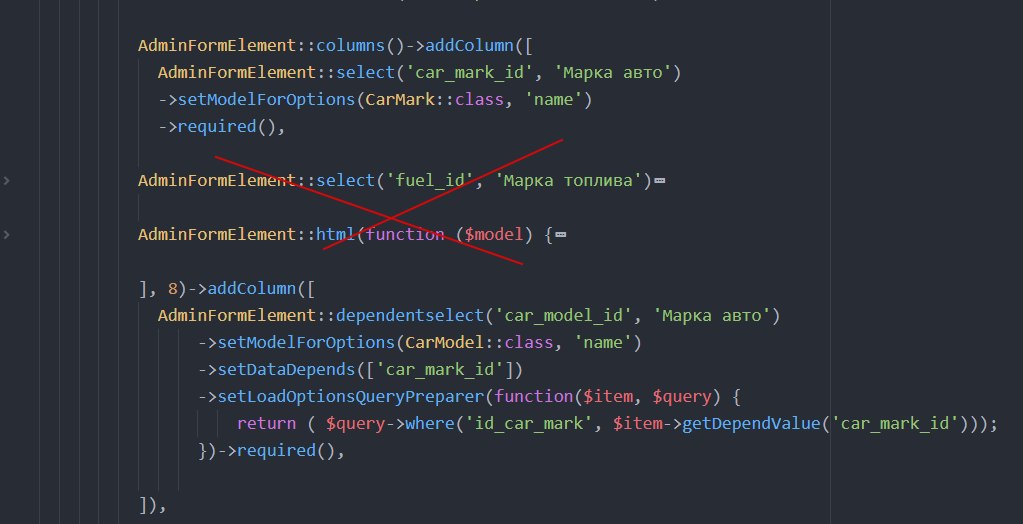 AdminFormElement::columns()->addColumn([
AdminFormElement::select('car_mark_id', 'Марка авто')
->setModelForOptions(CarMark::class, 'name')
->required(),
AdminFormElement::select('fuel_id', 'Марка топлива')
AdminFormElement::html(function ($model) {
], 8)->addColumn([
AdminFormElement::dependentselect('car_model_id', 'Марка авто')
->setModelForOptions(CarModel::class, 'name')
->setDataDepends(['car_mark_id'])
->setLoadOptionsQueryPreparer(function($item, $query) {
return ( $query->where('id_car_mark', $item->getDependValue('car_mark_id')));
})->required(),
]),